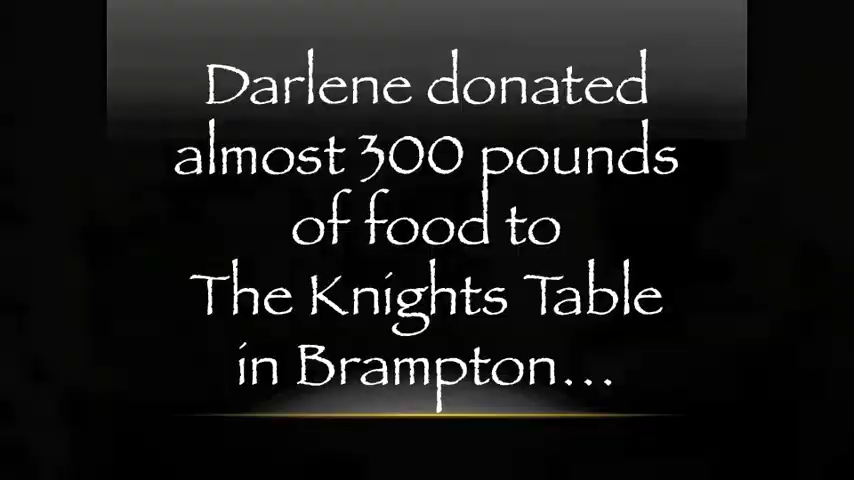 Darlene donated
almost 300 pounds
of food to
The Knights Table
in Brampton...